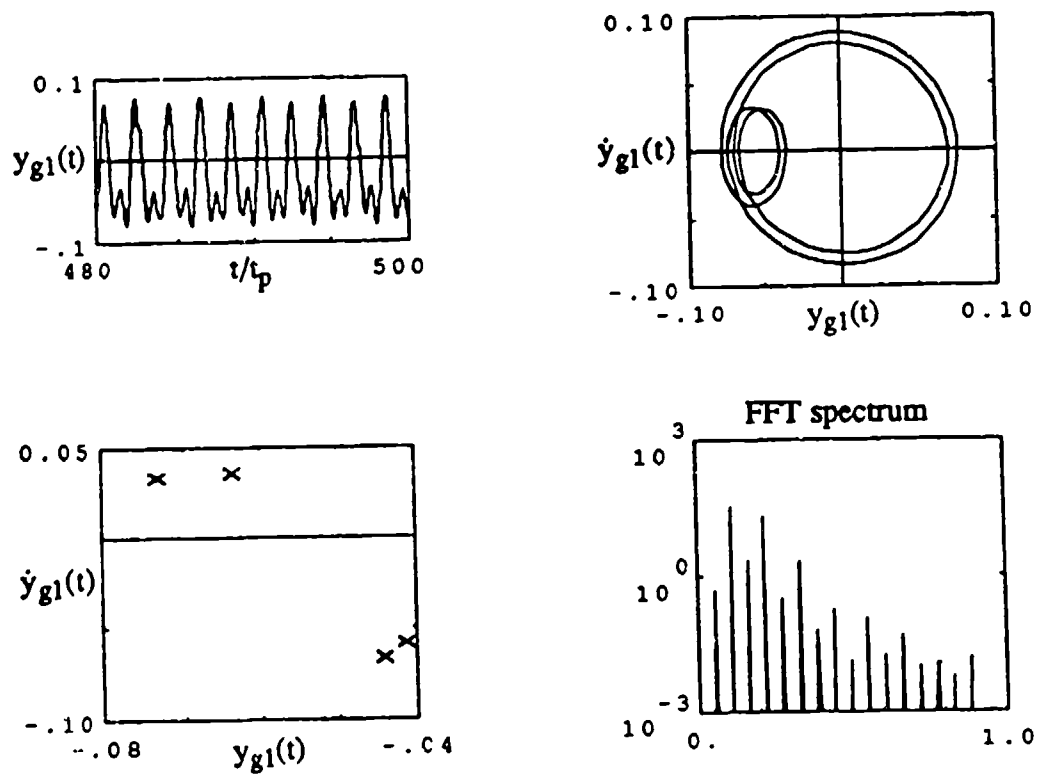 0.1
y_g1(t)
-.1
480
t/t_p
500
0.10
ẏ_g1(t)
-.10
-.10
y_g1(t)
0.10
0.05
ẏ_g1(t)
-.10
-.08
y_g1(t)
-.04
FFT spectrum
10^3
10^0
10^-3
0.
1.0